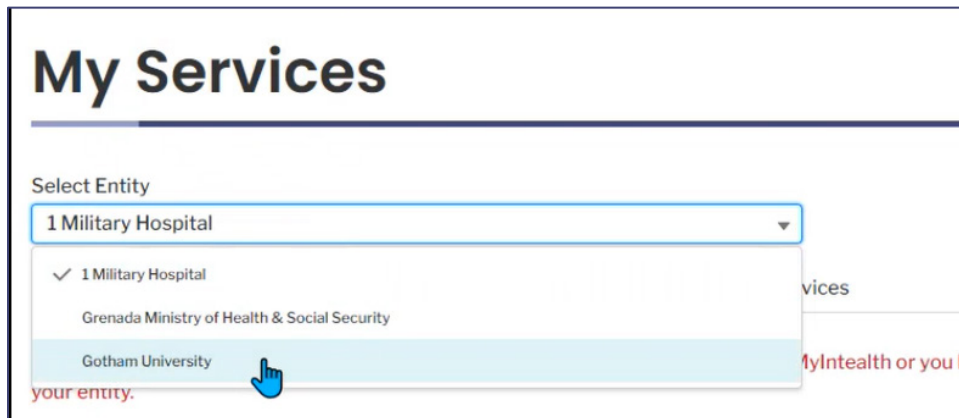 My Services
Select Entity
1 Military Hospital
1 Military Hospital
vices
Grenada Ministry of Health & Social Security
Gotham University
MyIntealth or you
your entity.